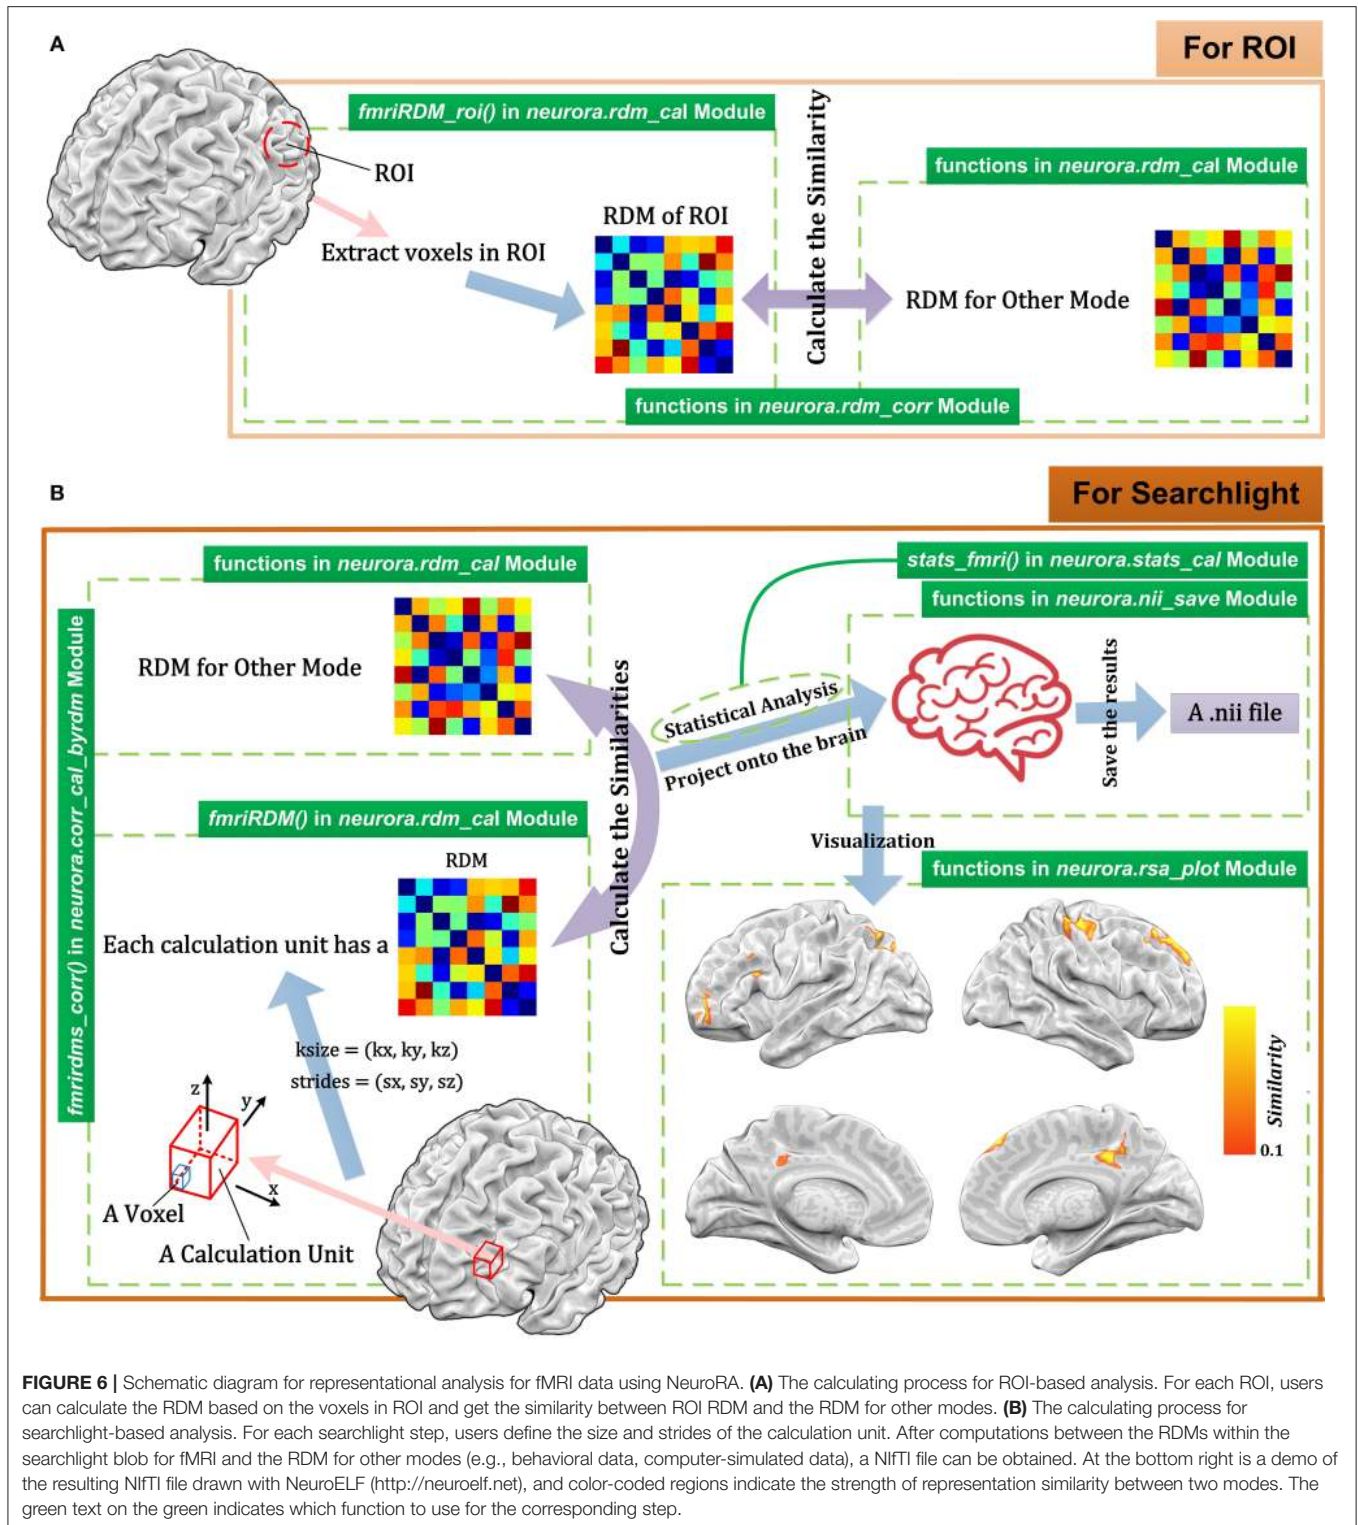 A
For ROI
fmriRDM_roi() in neurora.rdm_cal Module
Calculate the Similarity
functions in neurora.rdm_cal Module
ROI
RDM of ROI
Extract voxels in ROI
RDM for Other Mode
functions in neurora.rdm_corr Module
B
For Searchlight
functions in neurora.rdm_cal Module
stats_fmri() in neurora.stats_cal Module
functions in neurora.nii_save Module
fmrirdms_corr() in neurora.corr_cal_byrdm Module
RDM for Other Mode
Calculate the Similarities
Statistical Analysis
Project onto the brain
Save the results
A .nii file
fmriRDM() in neurora.rdm_cal Module
Visualization
functions in neurora.rsa_plot Module
RDM
Each calculation unit has a
ksize = (kx, ky, kz)
strides = (sx, sy, sz)
z
y
x
A Voxel
A Calculation Unit
Similarity
0.1
FIGURE 6 | Schematic diagram for representational analysis for fMRI data using NeuroRA. (A) The calculating process for ROI-based analysis. For each ROI, users
can calculate the RDM based on the voxels in ROI and get the similarity between ROI RDM and the RDM for other modes. (B) The calculating process for
searchlight-based analysis. For each searchlight step, users define the size and strides of the calculation unit. After computations between the RDMs within the
searchlight blob for fMRI and the RDM for other modes (e.g., behavioral data, computer-simulated data), a NIfTI file can be obtained. At the bottom right is a demo of
the resulting NIfTI file drawn with NeuroELF (http://neuroelf.net), and color-coded regions indicate the strength of representation similarity between two modes. The
green text on the green indicates which function to use for the corresponding step.